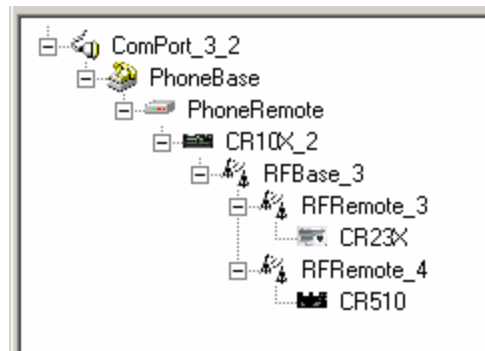 ComPort_3_2
PhoneBase
PhoneRemote
CR10X_2
RFBase_3
RFRemote_3
CR23X
RFRemote_4
CR510